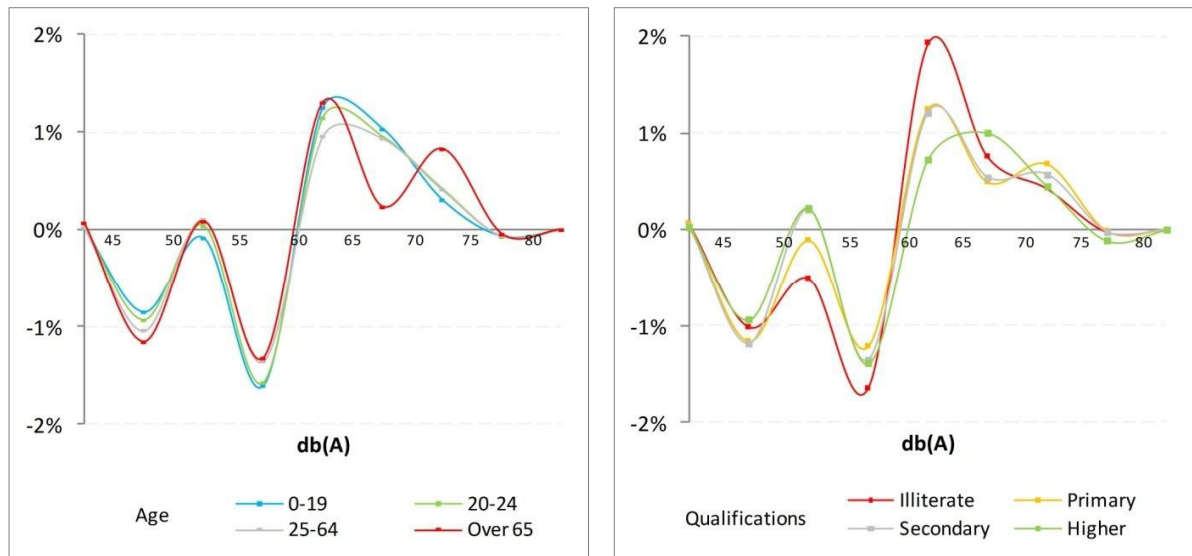 2%
1%
0%
45 50 55 60 65 70 75 80
-1%
-2%
db(A)
Age
0-19 20-24
25-64 Over 65
2%
1%
0%
45 50 55 60 65 70 75 80
-1%
-2%
db(A)
Qualifications
Illiterate Primary
Secondary Higher